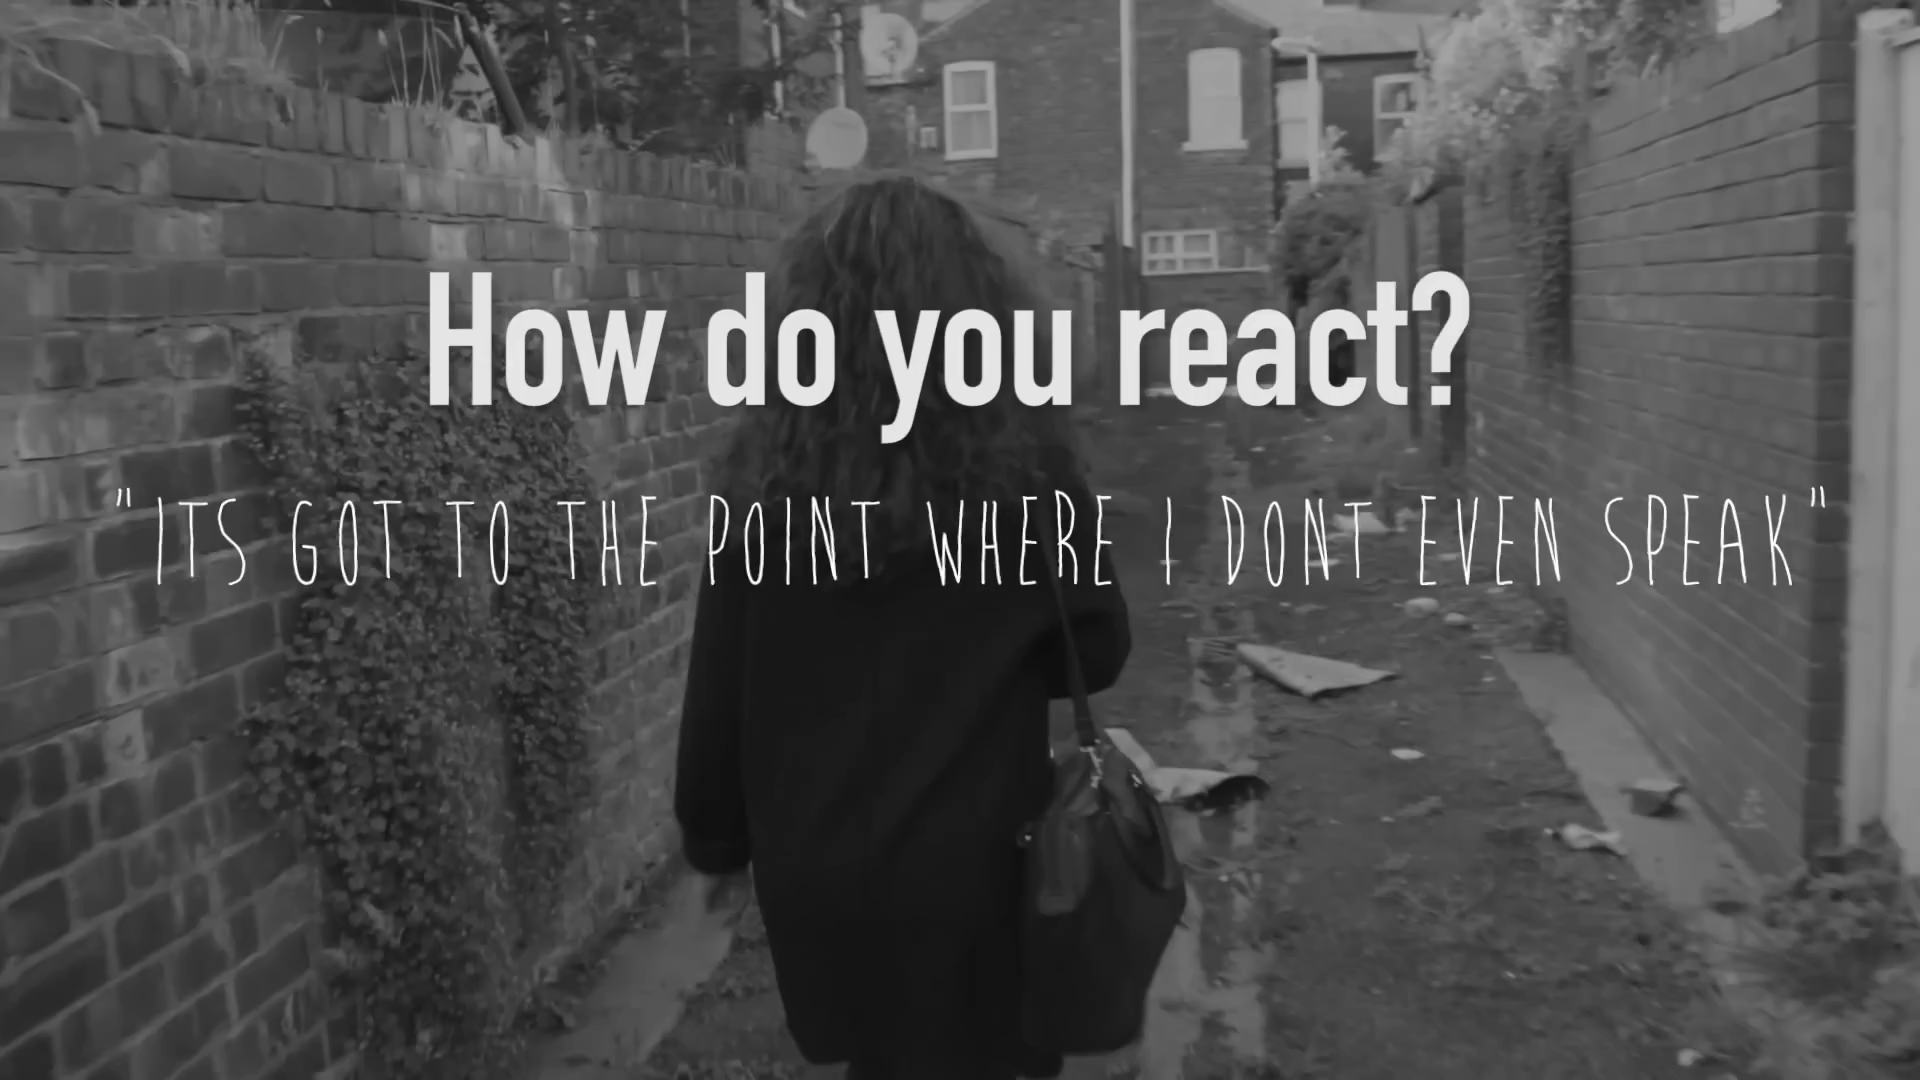 How do you react?
"ITS GOT TO THE POINT WHERE I DONT EVEN SPEAK"